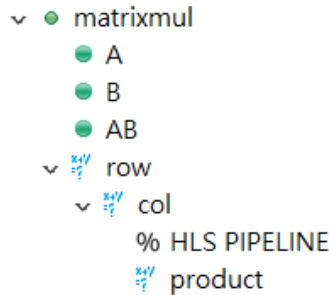 matrixmul
A
B
AB
row
col
% HLS PIPELINE
product